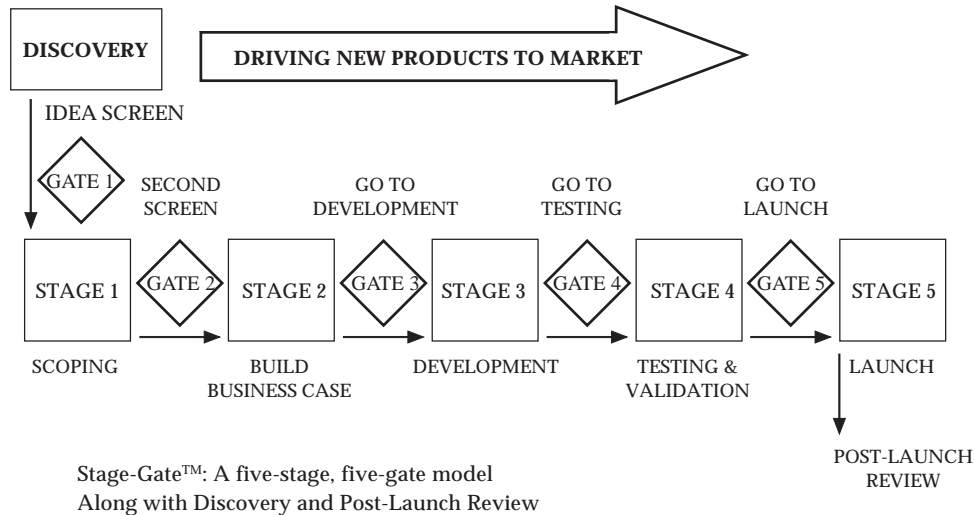 DISCOVERY
DRIVING NEW PRODUCTS TO MARKET
IDEA SCREEN
GATE 1
SECOND
SCREEN
GO TO
DEVELOPMENT
GO TO
TESTING
GO TO
LAUNCH
STAGE 1
GATE 2
STAGE 2
GATE 3
STAGE 3
GATE 4
STAGE 4
GATE 5
STAGE 5
SCOPING
BUILD
BUSINESS CASE
DEVELOPMENT
TESTING &
VALIDATION
LAUNCH
POST-LAUNCH
REVIEW
Stage-Gate™: A five-stage, five-gate model
Along with Discovery and Post-Launch Review